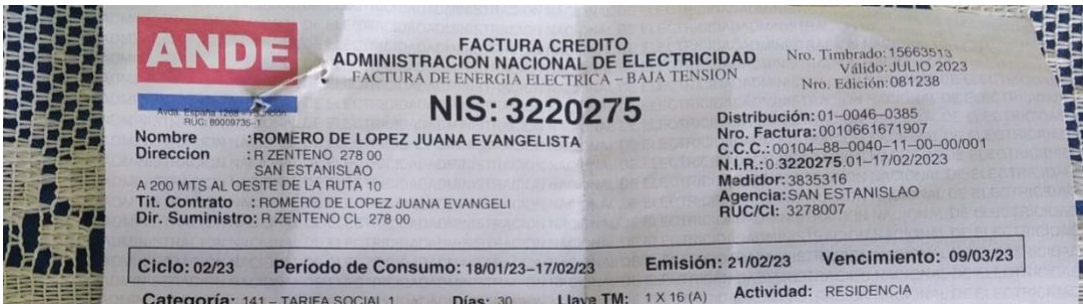 ANDE
FACTURA CREDITO
ADMINISTRACION NACIONAL DE ELECTRICIDAD
FACTURA DE ENERGIA ELECTRICA – BAJA TENSION
Nro. Timbrado: 15663513
Válido: JULIO 2023
Nro. Edición: 081238
Avda. España 1268 – Asunción
RUC: 80009735–1
NIS: 3220275
Nombre : ROMERO DE LOPEZ JUANA EVANGELISTA
Direccion : R ZENTENO 278 00
SAN ESTANISLAO
A 200 MTS AL OESTE DE LA RUTA 10
Tit. Contrato : ROMERO DE LOPEZ JUANA EVANGELI
Dir. Suministro: R ZENTENO CL 278 00
Distribución: 01–0046–0385
Nro. Factura: 0010661671907
C.C.C.: 00104–88–0040–11–00–00/001
N.I.R.: 0.3220275.01–17/02/2023
Medidor: 3835316
Agencia: SAN ESTANISLAO
RUC/CI: 3278007
Ciclo: 02/23 Período de Consumo: 18/01/23–17/02/23 Emisión: 21/02/23 Vencimiento: 09/03/23
Categoría: 141 – TARIFA SOCIAL 1 Días: 30 Llave TM: 1 X 16 (A) Actividad: RESIDENCIA